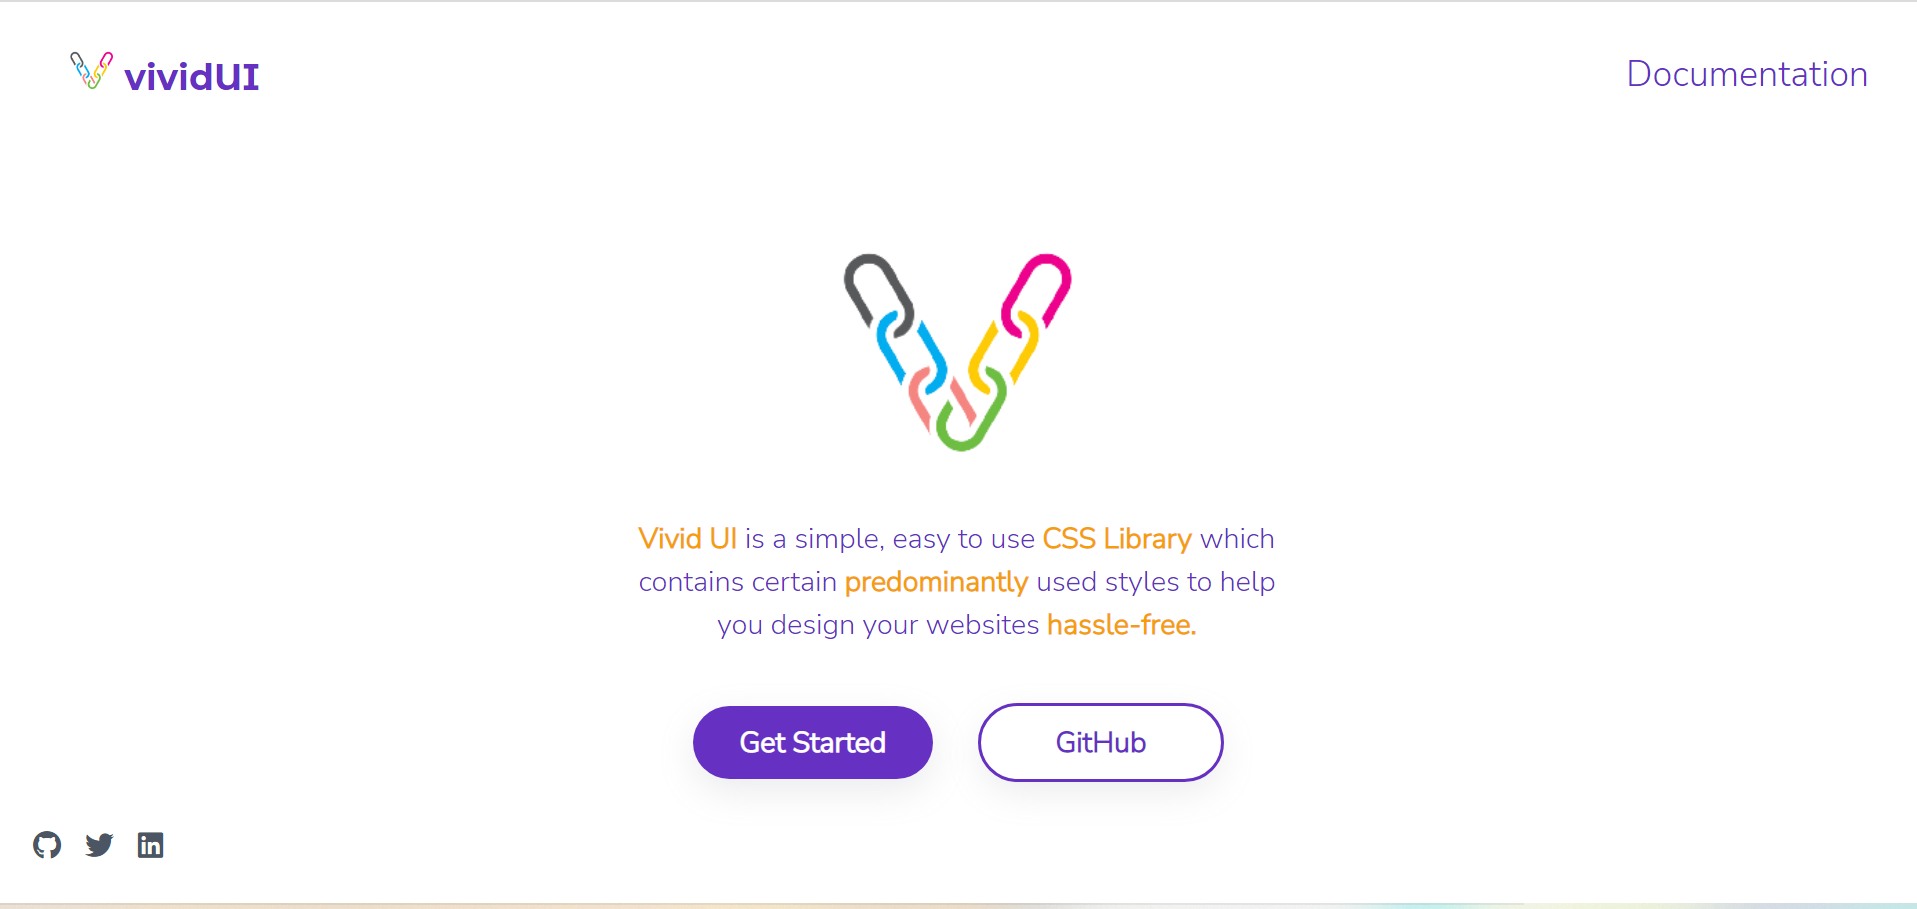 vividUI
Documentation
Vivid UI is a simple, easy to use CSS Library which
contains certain predominantly used styles to help
you design your websites hassle-free.
Get Started
GitHub